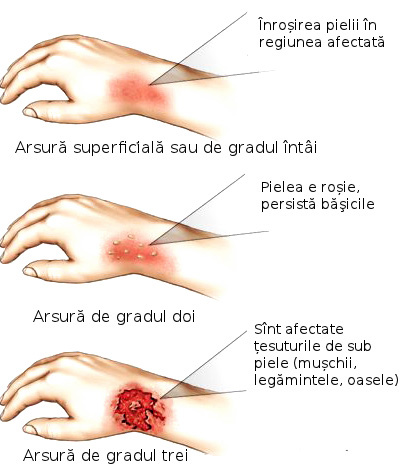 Înroșirea pielii în
regiunea afectată
Arsură superficială sau de gradul întâi
Pielea e roșie,
persistă băşicile
Arsură de gradul doi
Sînt afectate
țesuturile de sub
piele (mușchii,
legămintele, oasele)
Arsură de gradul trei